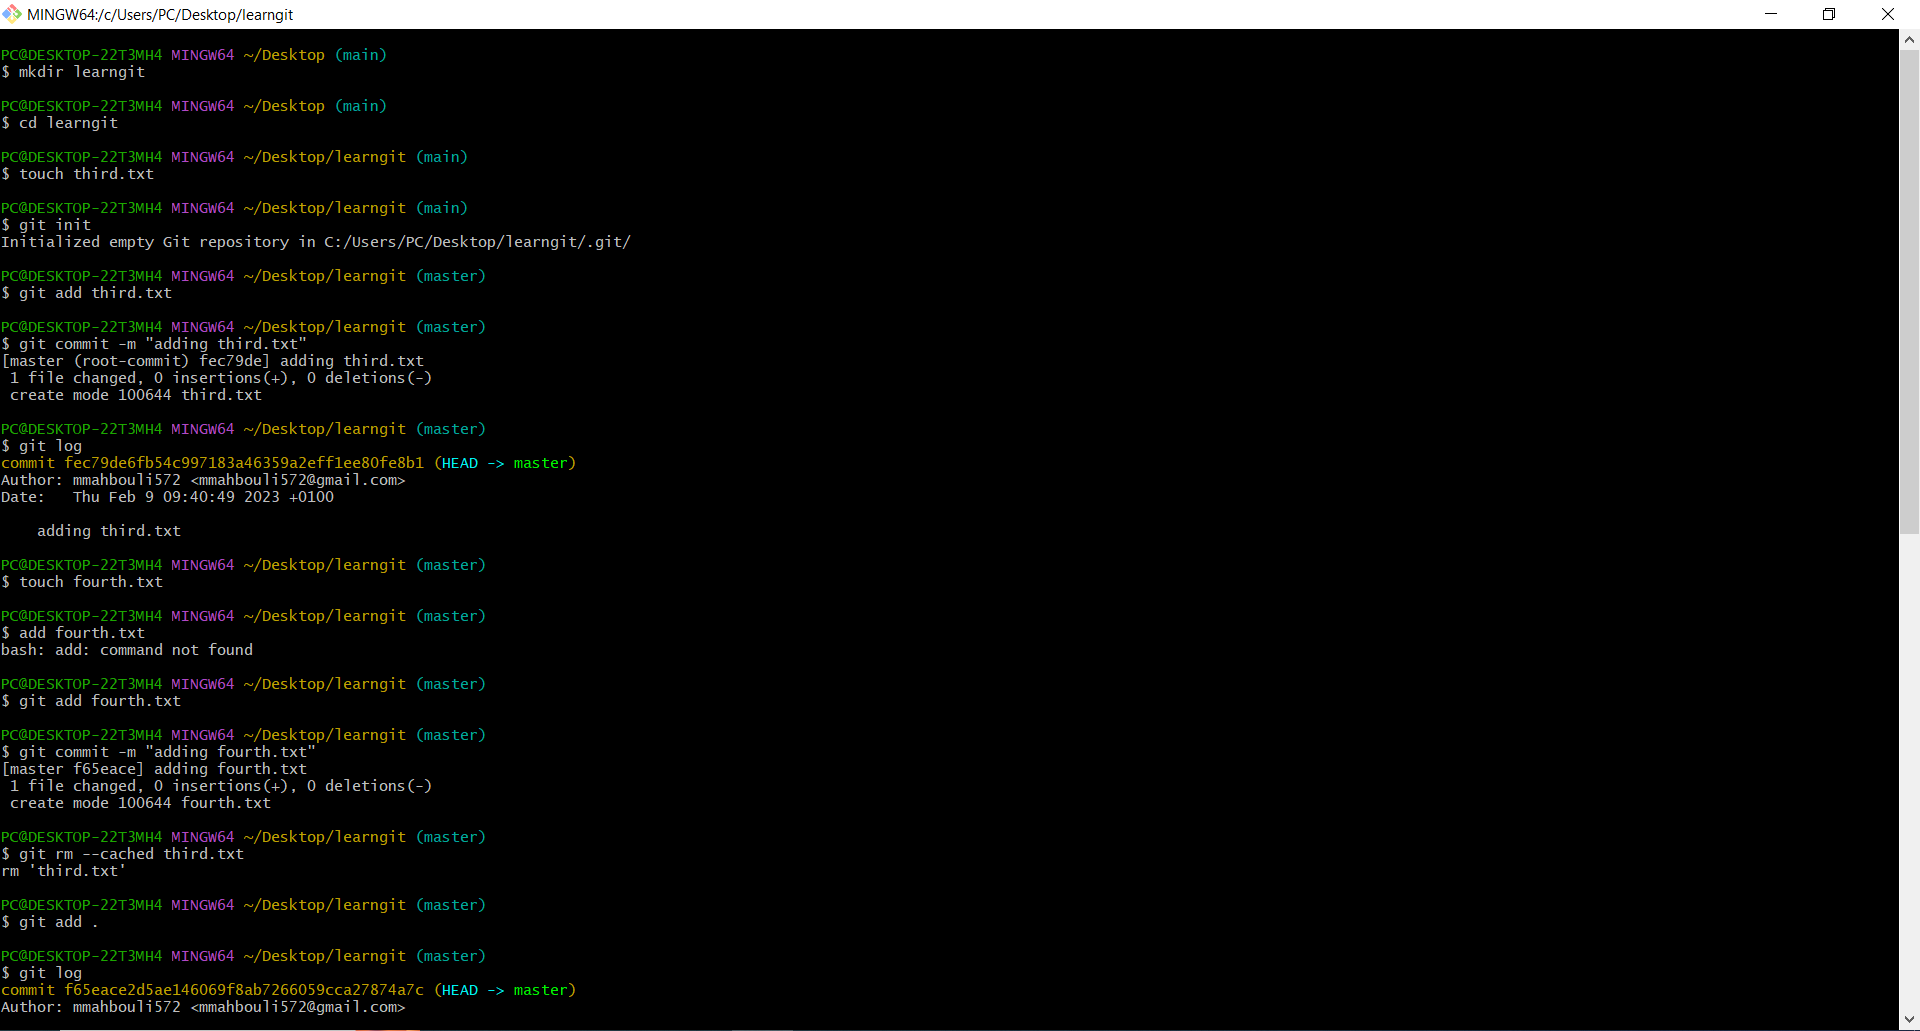 MINGW64:/c/Users/PC/Desktop/learngit
PC@DESKTOP-22T3MH4 MINGW64 ~/Desktop (main)
$ mkdir learngit
PC@DESKTOP-22T3MH4 MINGW64 ~/Desktop (main)
$ cd learngit
PC@DESKTOP-22T3MH4 MINGW64 ~/Desktop/learngit (main)
$ touch third.txt
PC@DESKTOP-22T3MH4 MINGW64 ~/Desktop/learngit (main)
$ git init
Initialized empty Git repository in C:/Users/PC/Desktop/learngit/.git/
PC@DESKTOP-22T3MH4 MINGW64 ~/Desktop/learngit (master)
$ git add third.txt
PC@DESKTOP-22T3MH4 MINGW64 ~/Desktop/learngit (master)
$ git commit -m "adding third.txt"
[master (root-commit) fec79de] adding third.txt
 1 file changed, 0 insertions(+), 0 deletions(-)
 create mode 100644 third.txt
PC@DESKTOP-22T3MH4 MINGW64 ~/Desktop/learngit (master)
$ git log
commit fec79de6fb54c997183a46359a2eff1ee80fe8b1 (HEAD -> master)
Author: mmahbouli572 <mmahbouli572@gmail.com>
Date:   Thu Feb 9 09:40:49 2023 +0100
    adding third.txt
PC@DESKTOP-22T3MH4 MINGW64 ~/Desktop/learngit (master)
$ touch fourth.txt
PC@DESKTOP-22T3MH4 MINGW64 ~/Desktop/learngit (master)
$ add fourth.txt
bash: add: command not found
PC@DESKTOP-22T3MH4 MINGW64 ~/Desktop/learngit (master)
$ git add fourth.txt
PC@DESKTOP-22T3MH4 MINGW64 ~/Desktop/learngit (master)
$ git commit -m "adding fourth.txt"
[master f65eace] adding fourth.txt
 1 file changed, 0 insertions(+), 0 deletions(-)
 create mode 100644 fourth.txt
PC@DESKTOP-22T3MH4 MINGW64 ~/Desktop/learngit (master)
$ git rm --cached third.txt
rm 'third.txt'
PC@DESKTOP-22T3MH4 MINGW64 ~/Desktop/learngit (master)
$ git add .
PC@DESKTOP-22T3MH4 MINGW64 ~/Desktop/learngit (master)
$ git log
commit f65eace2d5ae146069f8ab7266059cca27874a7c (HEAD -> master)
Author: mmahbouli572 <mmahbouli572@gmail.com>